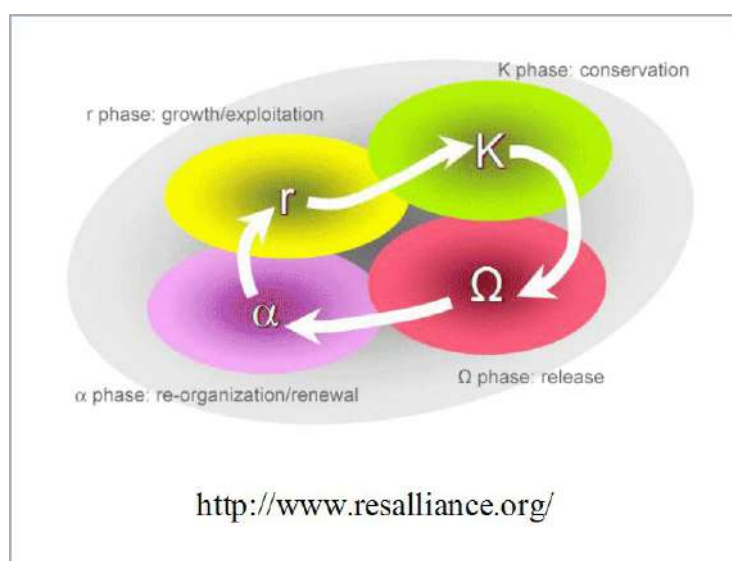 K phase: conservation
r phase: growth/exploitation
K
r
Ω
α
Ω phase: release
α phase: re-organization/renewal
http://www.resalliance.org/